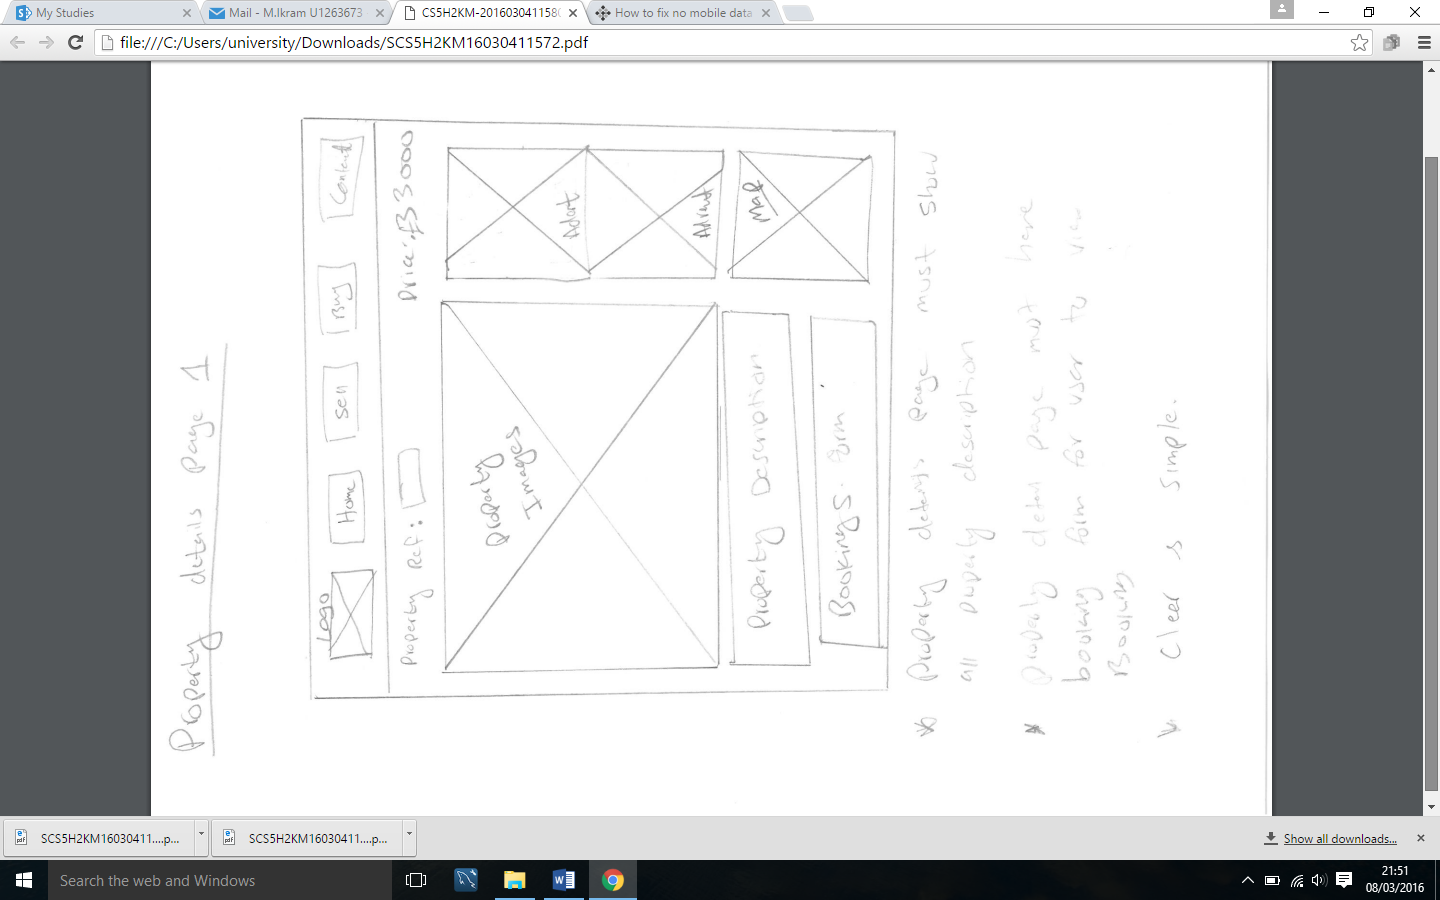 My Studies
Mail - M.Ikram U1263673
CS5H2KM-2016030411580
How to fix no mobile data
file:///C:/Users/university/Downloads/SCS5H2KM16030411572.pdf
Property details page 1
Logo
Home
Sell
Buy
Contact
Property Ref:
Price: £3000
Property
Images
Advert
Advert
Map
Property Description
Bookings form
* Property details page must show
all property description
* property details page must have
booking form for user to view
Booking
Cleer & simple.
SCS5H2KM16030411....p...
SCS5H2KM16030411....p...
Show all downloads...
Search the web and Windows
21:51
08/03/2016